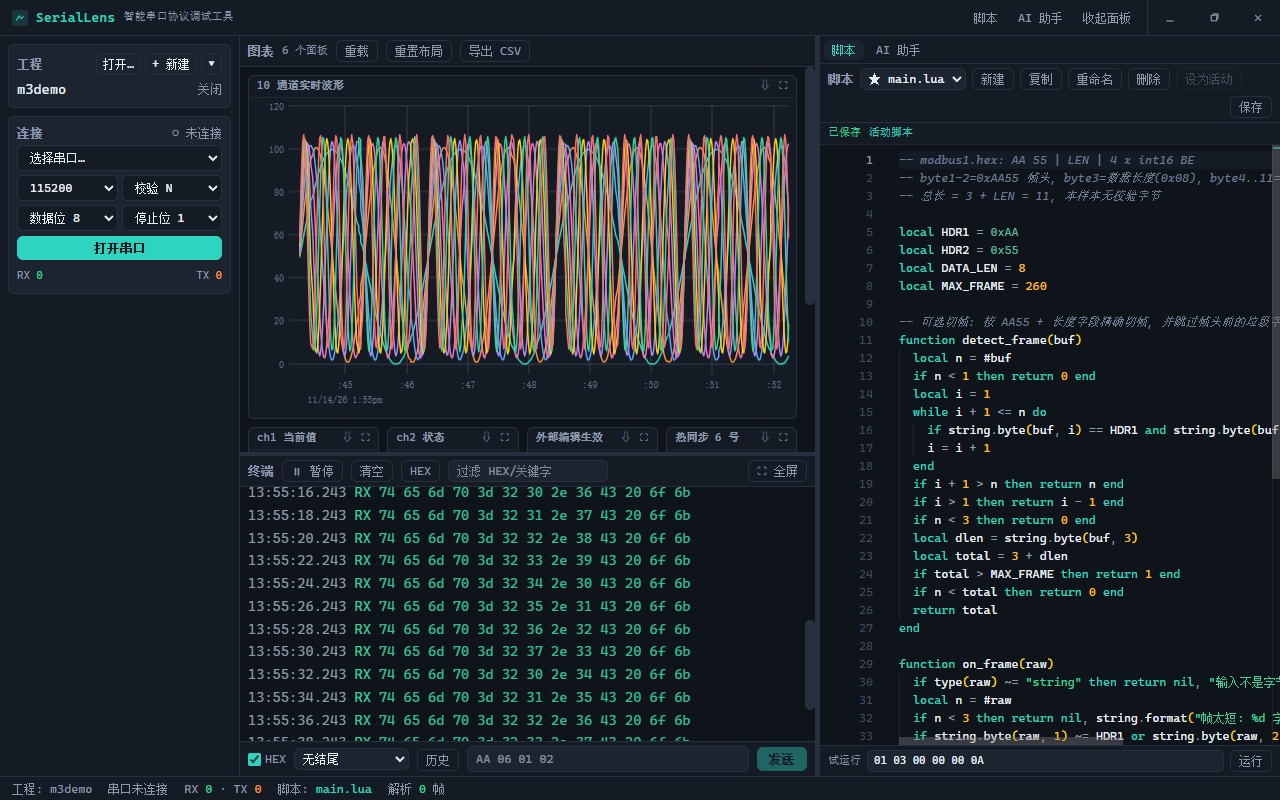 SerialLens 智能串口协议调试工具
脚本 AI 助手 收起面板
工程 打开… + 新建 ▼
m3demo 关闭
连接 ○ 未连接
选择串口…
115200 校验 N
数据位 8 停止位 1
打开串口
RX 0 TX 0
图表 6 个面板 重载 重置布局 导出 CSV
10 通道实时波形
120
100
80
60
40
20
0
:45 :46 :47 :48 :49 :50 :51 :52
11/14/26 1:55pm
ch1 当前值 ch2 状态 外部编辑生效 热同步 6 号
终端 ⏸ 暂停 清空 HEX 过滤 HEX/关键字 全屏
13:55:16.243 RX 74 65 6d 70 3d 32 30 2e 36 43 20 6f 6b
13:55:18.243 RX 74 65 6d 70 3d 32 31 2e 37 43 20 6f 6b
13:55:20.243 RX 74 65 6d 70 3d 32 32 2e 38 43 20 6f 6b
13:55:22.243 RX 74 65 6d 70 3d 32 33 2e 39 43 20 6f 6b
13:55:24.243 RX 74 65 6d 70 3d 32 34 2e 30 43 20 6f 6b
13:55:26.243 RX 74 65 6d 70 3d 32 35 2e 31 43 20 6f 6b
13:55:28.243 RX 74 65 6d 70 3d 32 36 2e 32 43 20 6f 6b
13:55:30.243 RX 74 65 6d 70 3d 32 37 2e 33 43 20 6f 6b
13:55:32.243 RX 74 65 6d 70 3d 32 30 2e 34 43 20 6f 6b
13:55:34.243 RX 74 65 6d 70 3d 32 31 2e 35 43 20 6f 6b
13:55:36.243 RX 74 65 6d 70 3d 32 32 2e 36 43 20 6f 6b
13:55:38.243 RX 74 65 6d 70 3d 32 33 2e 37 43 20 6f 6b
HEX 无结尾 历史 AA 06 01 02 发送
脚本 AI 助手
脚本 ★ main.lua 新建 复制 重命名 删除 设为活动
保存
已保存 活动脚本
1 -- modbus1.hex: AA 55 | LEN | 4 x int16 BE
2 -- byte1-2=0xAA55 帧头, byte3=数据长度(0x08), byte4..11=
3 -- 总长 = 3 + LEN = 11, 本样本无校验字节
4
5 local HDR1 = 0xAA
6 local HDR2 = 0x55
7 local DATA_LEN = 8
8 local MAX_FRAME = 260
9
10 -- 可选切帧: 按 AA55 + 长度字段精确切帧, 并跳过帧头前的垃圾字
11 function detect_frame(buf)
12 local n = #buf
13 if n < 1 then return 0 end
14 local i = 1
15 while i + 1 <= n do
16 if string.byte(buf, i) == HDR1 and string.byte(buf
17 i = i + 1
18 end
19 if i + 1 > n then return n end
20 if i > 1 then return i - 1 end
21 if n < 3 then return 0 end
22 local dlen = string.byte(buf, 3)
23 local total = 3 + dlen
24 if total > MAX_FRAME then return 1 end
25 if n < total then return 0 end
26 return total
27 end
28
29 function on_frame(raw)
30 if type(raw) ~= "string" then return nil, "输入不是字节
31 local n = #raw
32 if n < 3 then return nil, string.format("帧太短: %d 字
33 if string.byte(raw, 1) ~= HDR1 or string.byte(raw, 2
试运行 01 03 00 00 00 0A 运行
工程: m3demo 串口未连接 RX 0 · TX 0 脚本: main.lua 解析 0 帧